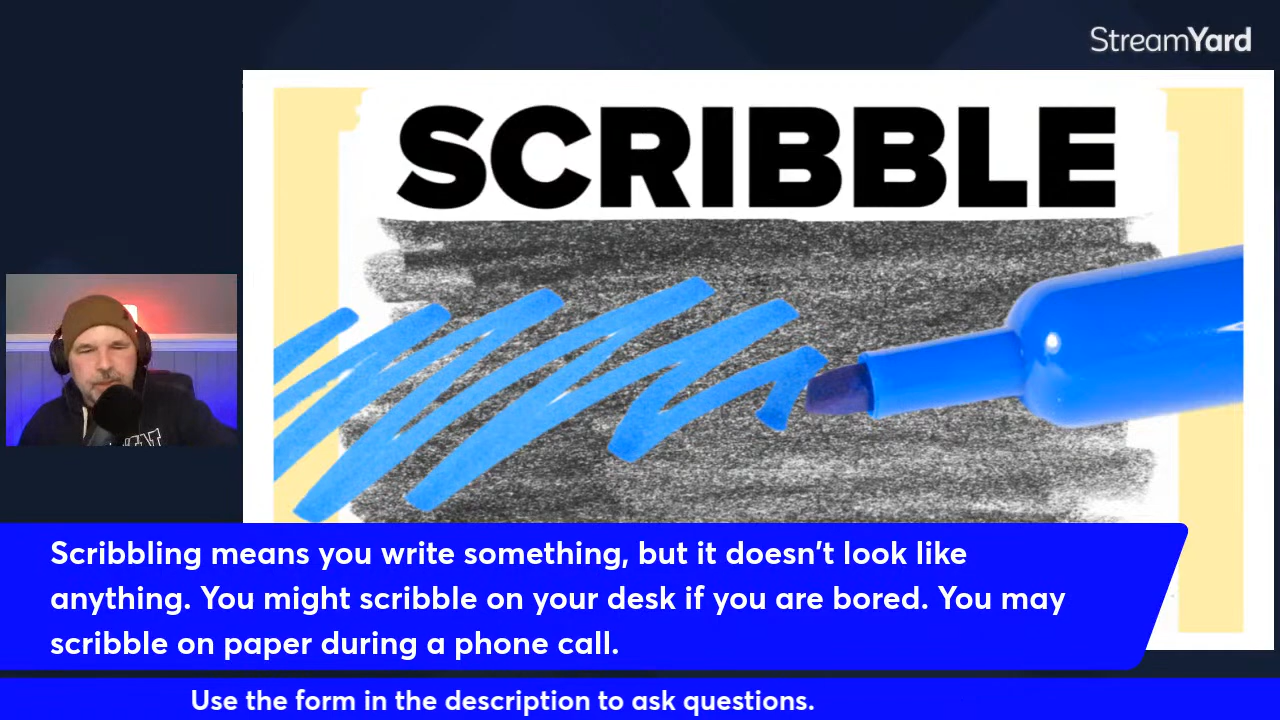 StreamYard
SCRIBBLE
Scribbling means you write something, but it doesn't look like
anything. You might scribble on your desk if you are bored. You may
scribble on paper during a phone call.
Use the form in the description to ask questions.